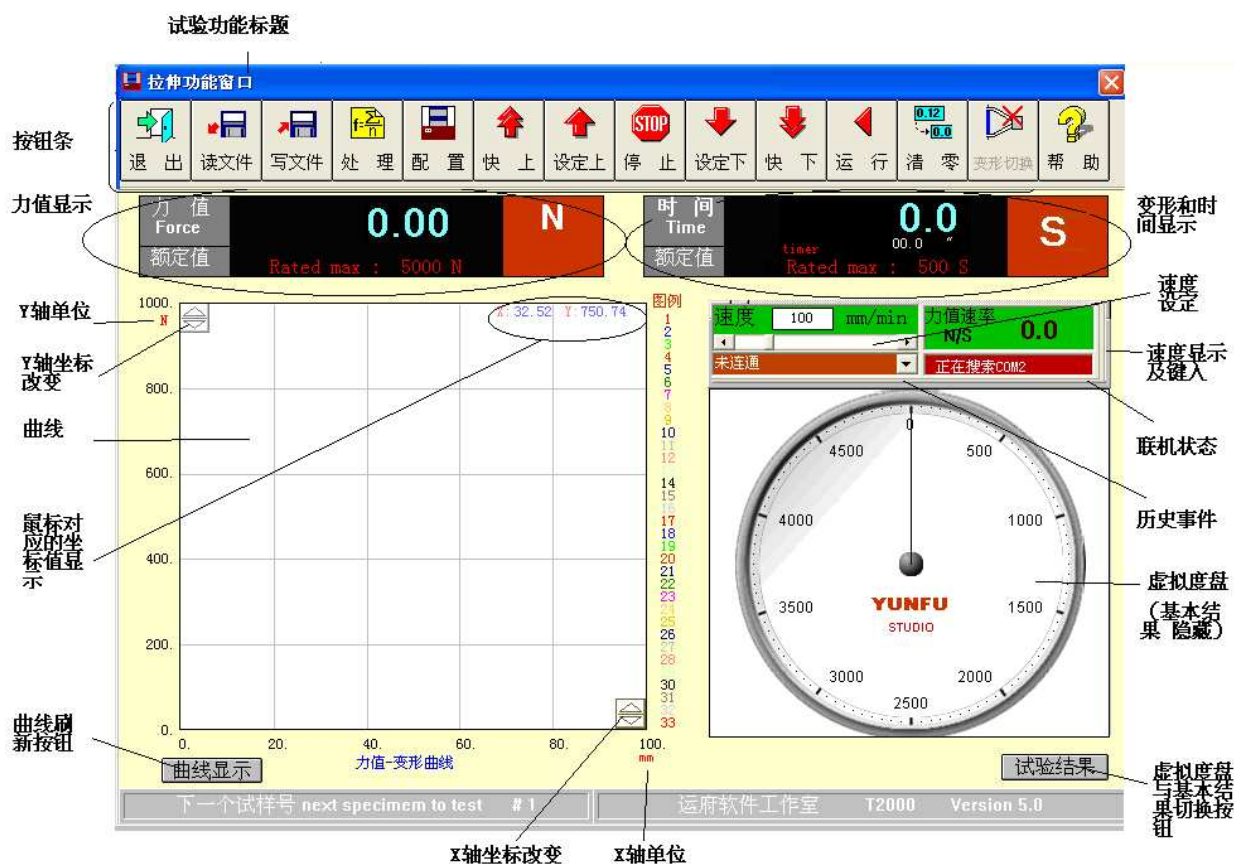 试验功能标题
拉伸功能窗口
按钮条
退 出 读文件 写文件 处 理 配 置 快 上 设定上 停 止 设定下 快 下 运 行 清 零 变形切换 帮 助
f=Σ/n
STOP
0.12
→0.0
力值显示
力 值
Force
0.00
N
额定值
Rated max : 5000 N
时 间
Time
0.0
00.0 "
S
timer
额定值
Rated max : 500 S
变形和时
间显示
Y轴单位
Y轴坐标
改变
曲线
鼠标对
应的坐
标值显
示
曲线刷
新按钮
1000.
N
800.
600.
400.
200.
0.
X:32.52 Y:750.74
0. 20. 40. 60. 80. 100.
mm
力值-变形曲线
曲线显示
图例
1
2
3
4
5
6
7
8
9
10
11
12
14
15
16
17
18
19
20
21
22
23
24
25
26
27
28
30
31
32
33
速度 100 mm/min
力值速率
N/S 0.0
未连通
正在搜索COM2
0
500
1000
1500
2000
2500
3000
3500
4000
4500
YUNFU
STUDIO
试验结果
速度
设定
速度显示
及键入
联机状态
历史事件
虚拟度盘
(基本结
果 隐藏)
虚拟度盘
与基本结
果切换按
钮
下一个试样号 next specimem to test # 1
运府软件工作室 T2000 Version 5.0
X轴坐标改变
X轴单位